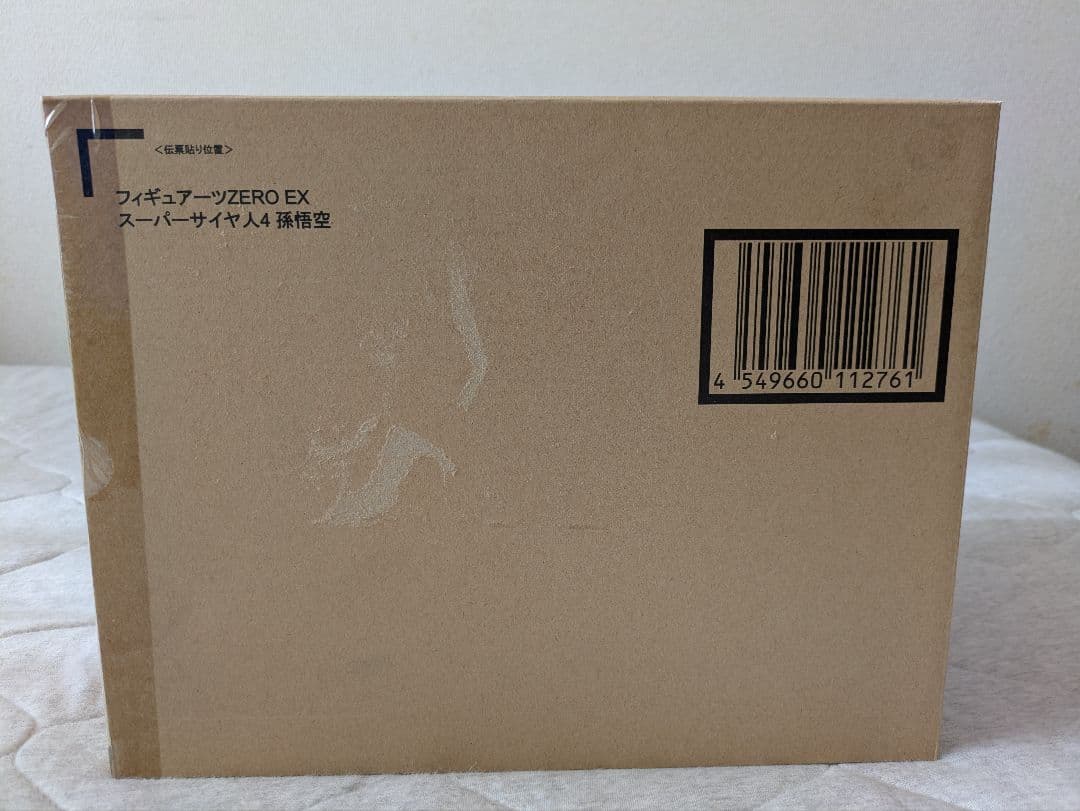 <伝票貼り位置>
フィギュアーツZERO EX
スーパーサイヤ人4 孫悟空
4 549660 112761